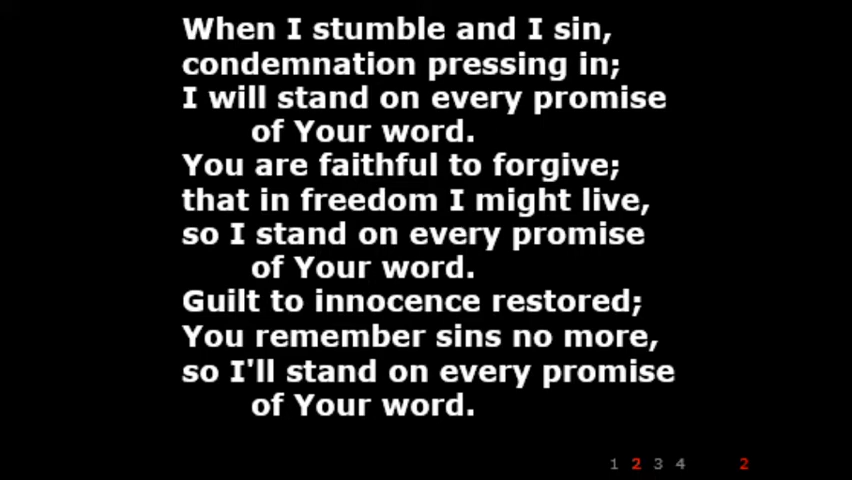 When I stumble and I sin,
condemnation pressing in;
I will stand on every promise
of Your word.
You are faithful to forgive;
that in freedom I might live,
so I stand on every promise
of Your word.
Guilt to innocence restored;
You remember sins no more,
so I'll stand on every promise
of Your word.
1 2 3 4 2